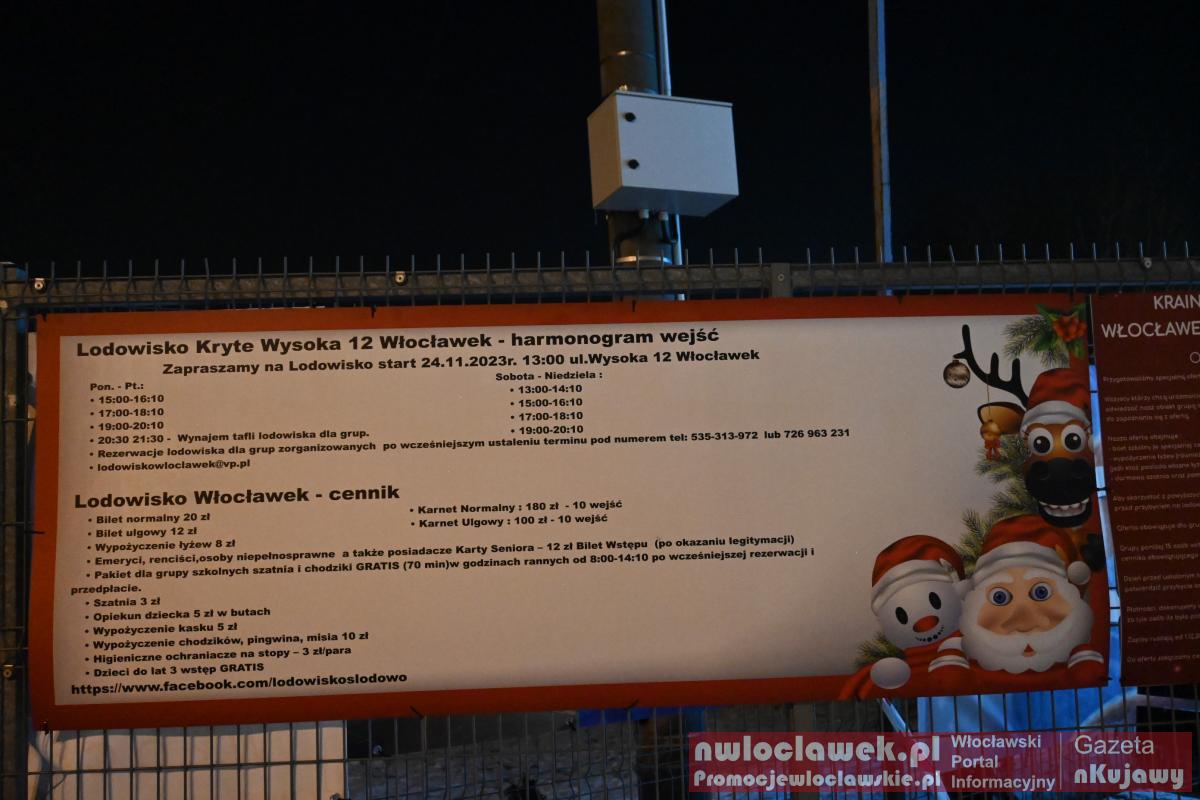 Lodowisko Kryte Wysoka 12 Włocławek - harmonogram wejść
Zapraszamy na Lodowisko start 24.11.2023r. 13:00 ul.Wysoka 12 Włocławek
Pon. - Pt.:
• 15:00-16:10
• 17:00-18:10
• 19:00-20:10
• 20:30 21:30 - Wynajem tafli lodowiska dla grup.
Sobota - Niedziela :
• 13:00-14:10
• 15:00-16:10
• 17:00-18:10
• 19:00-20:10
• Rezerwacje lodowiska dla grup zorganizowanych po wcześniejszym ustaleniu terminu pod numerem tel: 535-313-972 lub 726 963 231
• lodowiskowloclawek@vp.pl
Lodowisko Włocławek - cennik
• Bilet normalny 20 zł
• Bilet ulgowy 12 zł
• Wypożyczenie łyżew 8 zł
• Karnet Normalny : 180 zł - 10 wejść
• Karnet Ulgowy : 100 zł - 10 wejść
• Emeryci, renciści,osoby niepełnosprawne a także posiadacze Karty Seniora – 12 zł Bilet Wstępu (po okazaniu legitymacji)
• Pakiet dla grupy szkolnych szatnia i chodziki GRATIS (70 min)w godzinach rannych od 8:00-14:10 po wcześniejszej rezerwacji i
przedpłacie.
• Szatnia 3 zł
• Opiekun dziecka 5 zł w butach
• Wypożyczenie kasku 5 zł
• Wypożyczenie chodzików, pingwina, misia 10 zł
• Higieniczne ochraniacze na stopy – 3 zł/para
• Dzieci do lat 3 wstęp GRATIS
https://www.facebook.com/lodowiskoslodowo
KRAIN
WŁOCŁAWE
nwloclawek.pl
Promocjewloclawskie.pl
Włocławski
Portal
Informacyjny
Gazeta
nKujawy